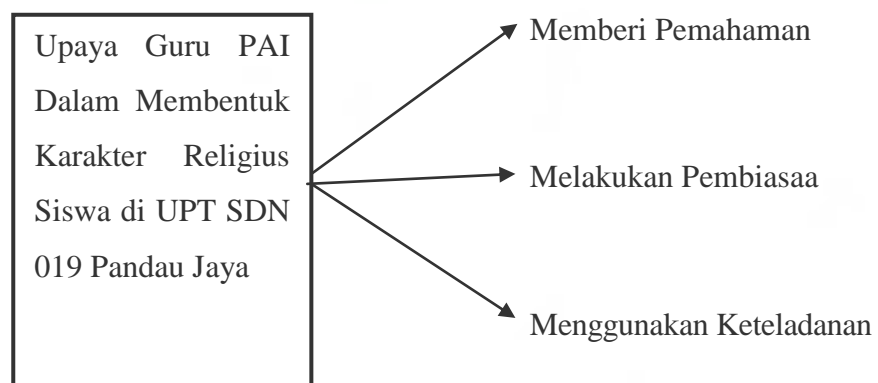 Upaya Guru PAI
Dalam Membentuk
Karakter Religius
Siswa di UPT SDN
019 Pandau Jaya
Memberi Pemahaman
Melakukan Pembiasaa
Menggunakan Keteladanan